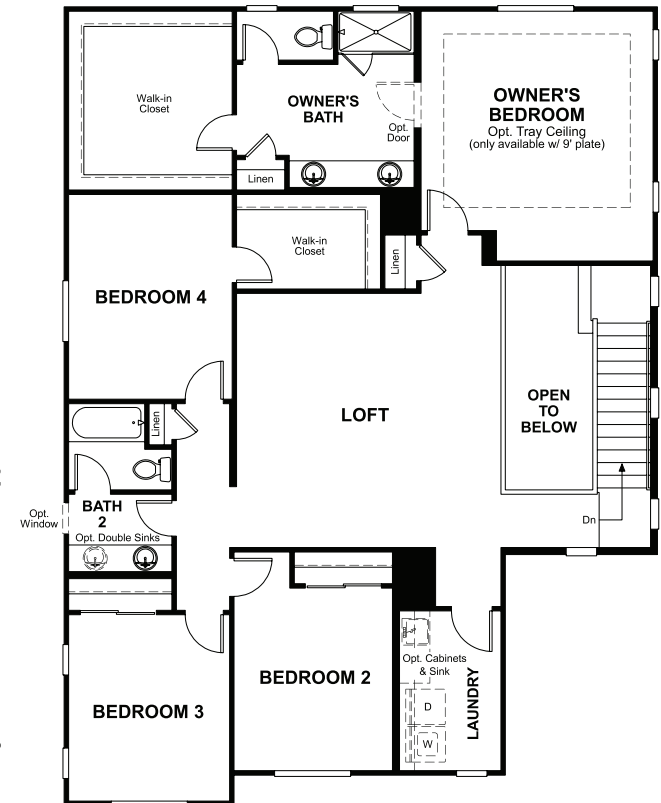 Walk-in
Closet
OWNER'S
BATH
Opt.
Door
OWNER'S
BEDROOM
Opt. Tray Ceiling
(only available w/ 9' plate)
Linen
Walk-in
Closet
Linen
BEDROOM 4
LOFT
OPEN
TO
BELOW
Linen
Opt.
Window
BATH
2
Opt. Double Sinks
Dn
BEDROOM 3
BEDROOM 2
Opt. Cabinets
& Sink
LAUNDRY
D
W